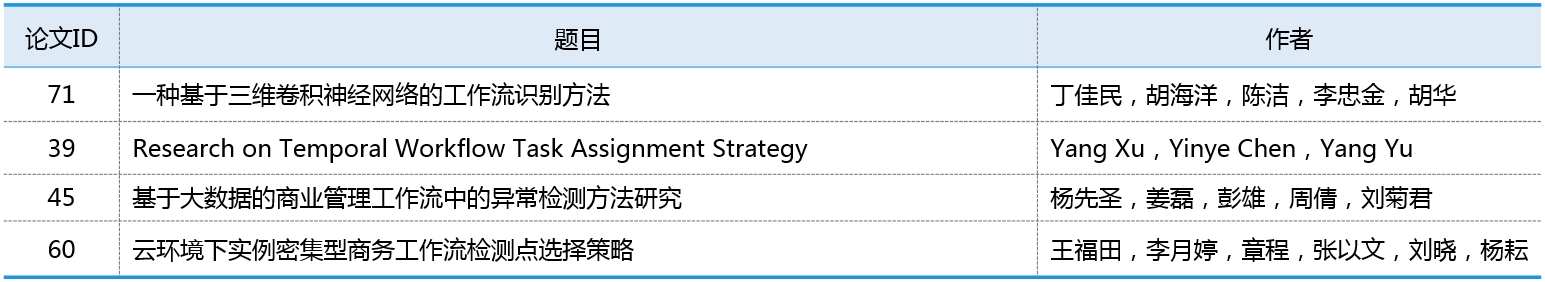 论文ID 题目 作者
71 一种基于三维卷积神经网络的工作流识别方法 丁佳民，胡海洋，陈洁，李忠金，胡华
39 Research on Temporal Workflow Task Assignment Strategy Yang Xu，Yinye Chen，Yang Yu
45 基于大数据的商业管理工作流中的异常检测方法研究 杨先圣，姜磊，彭雄，周倩，刘菊君
60 云环境下实例密集型商务工作流检测点选择策略 王福田，李月婷，章程，张以文，刘晓，杨耘